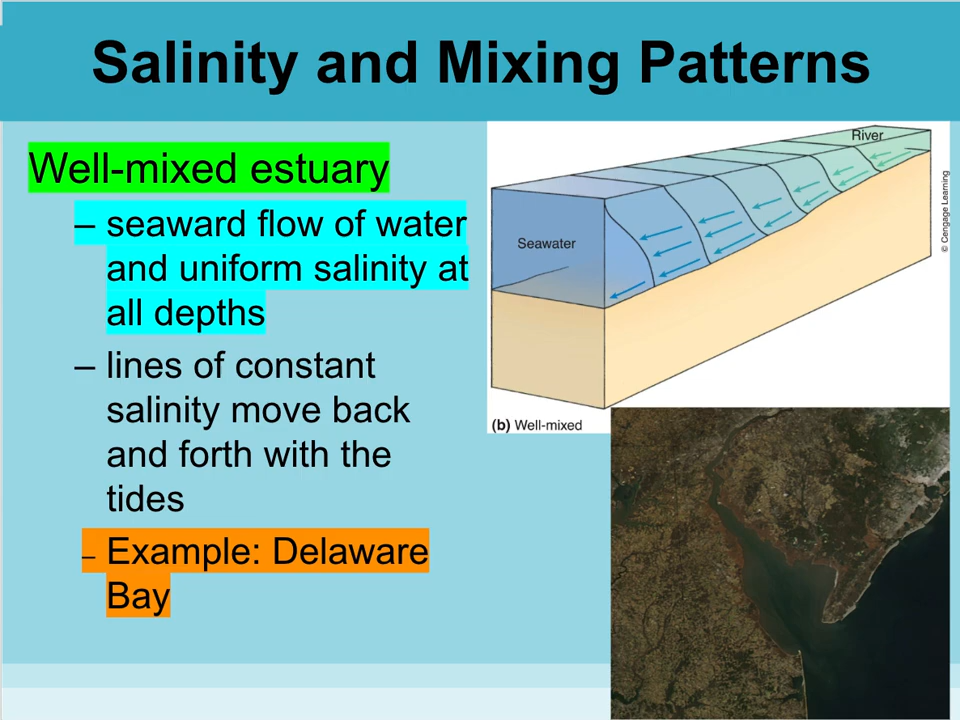 Salinity and Mixing Patterns
Well-mixed estuary
– seaward flow of water
and uniform salinity at
all depths
– lines of constant
salinity move back
and forth with the
tides
– Example: Delaware
Bay
River
Seawater
© Cengage Learning
(b) Well-mixed